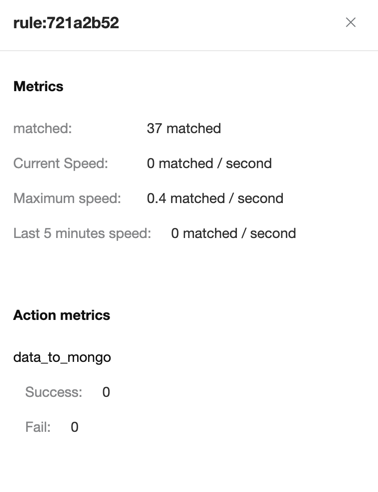 rule:721a2b52
Metrics
matched: 37 matched
Current Speed: 0 matched / second
Maximum speed: 0.4 matched / second
Last 5 minutes speed: 0 matched / second
Action metrics
data_to_mongo
Success: 0
Fail: 0